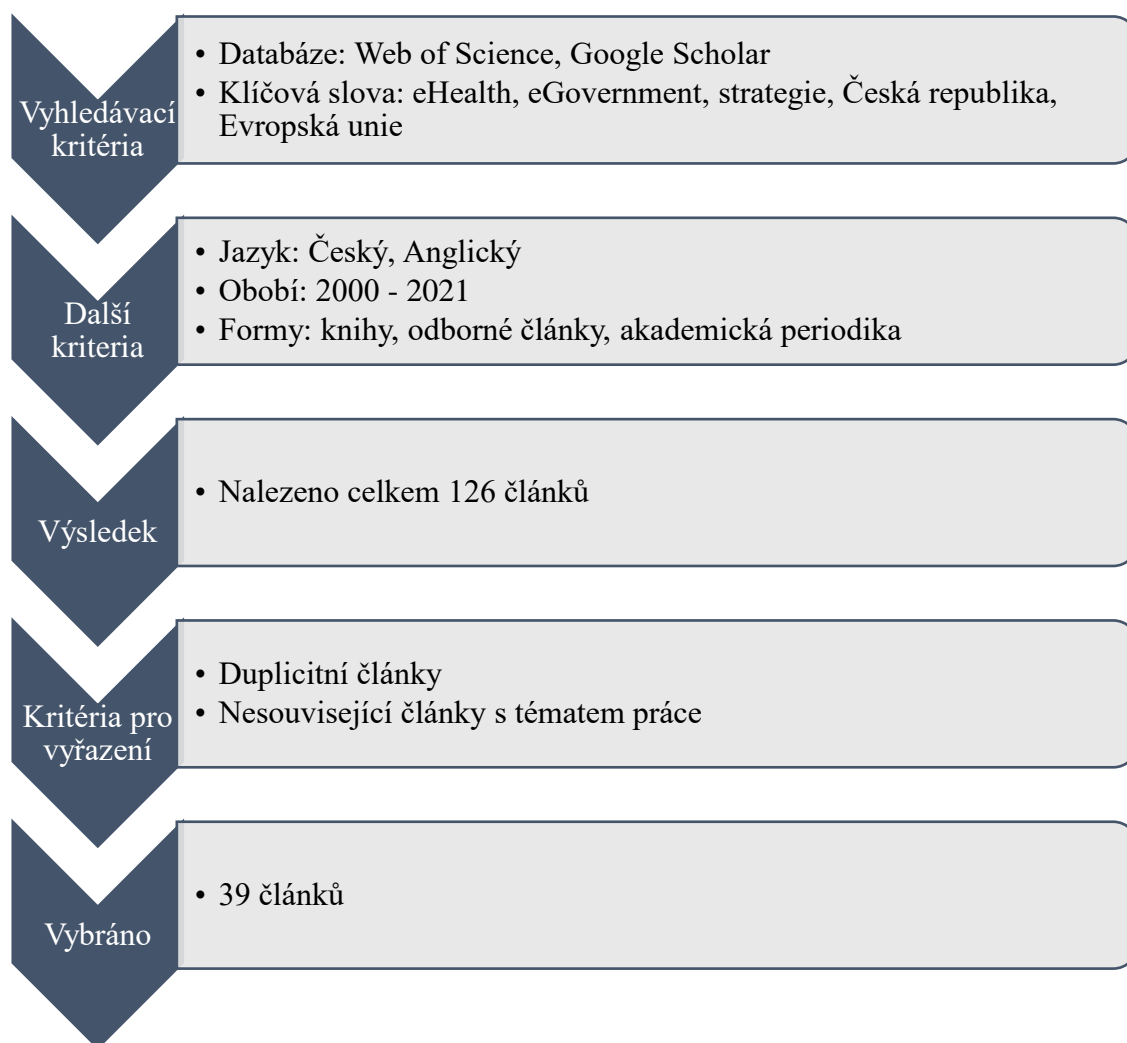 Vyhledávací
kritéria
• Databáze: Web of Science, Google Scholar
• Klíčová slova: eHealth, eGovernment, strategie, Česká republika,
Evropská unie
Další
kriteria
• Jazyk: Český, Anglický
• Obobí: 2000 - 2021
• Formy: knihy, odborné články, akademická periodika
Výsledek
• Nalezeno celkem 126 článků
Kritéria pro
vyřazení
• Duplicitní články
• Nesouvisející články s tématem práce
Vybráno
• 39 článků